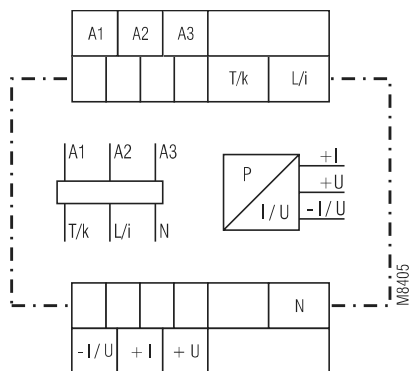 A1 A2 A3
T/k L/i
A1 A2 A3
T/k L/i N
P
I / U
+I
+U
-I / U
M8405
N
-I / U + I + U